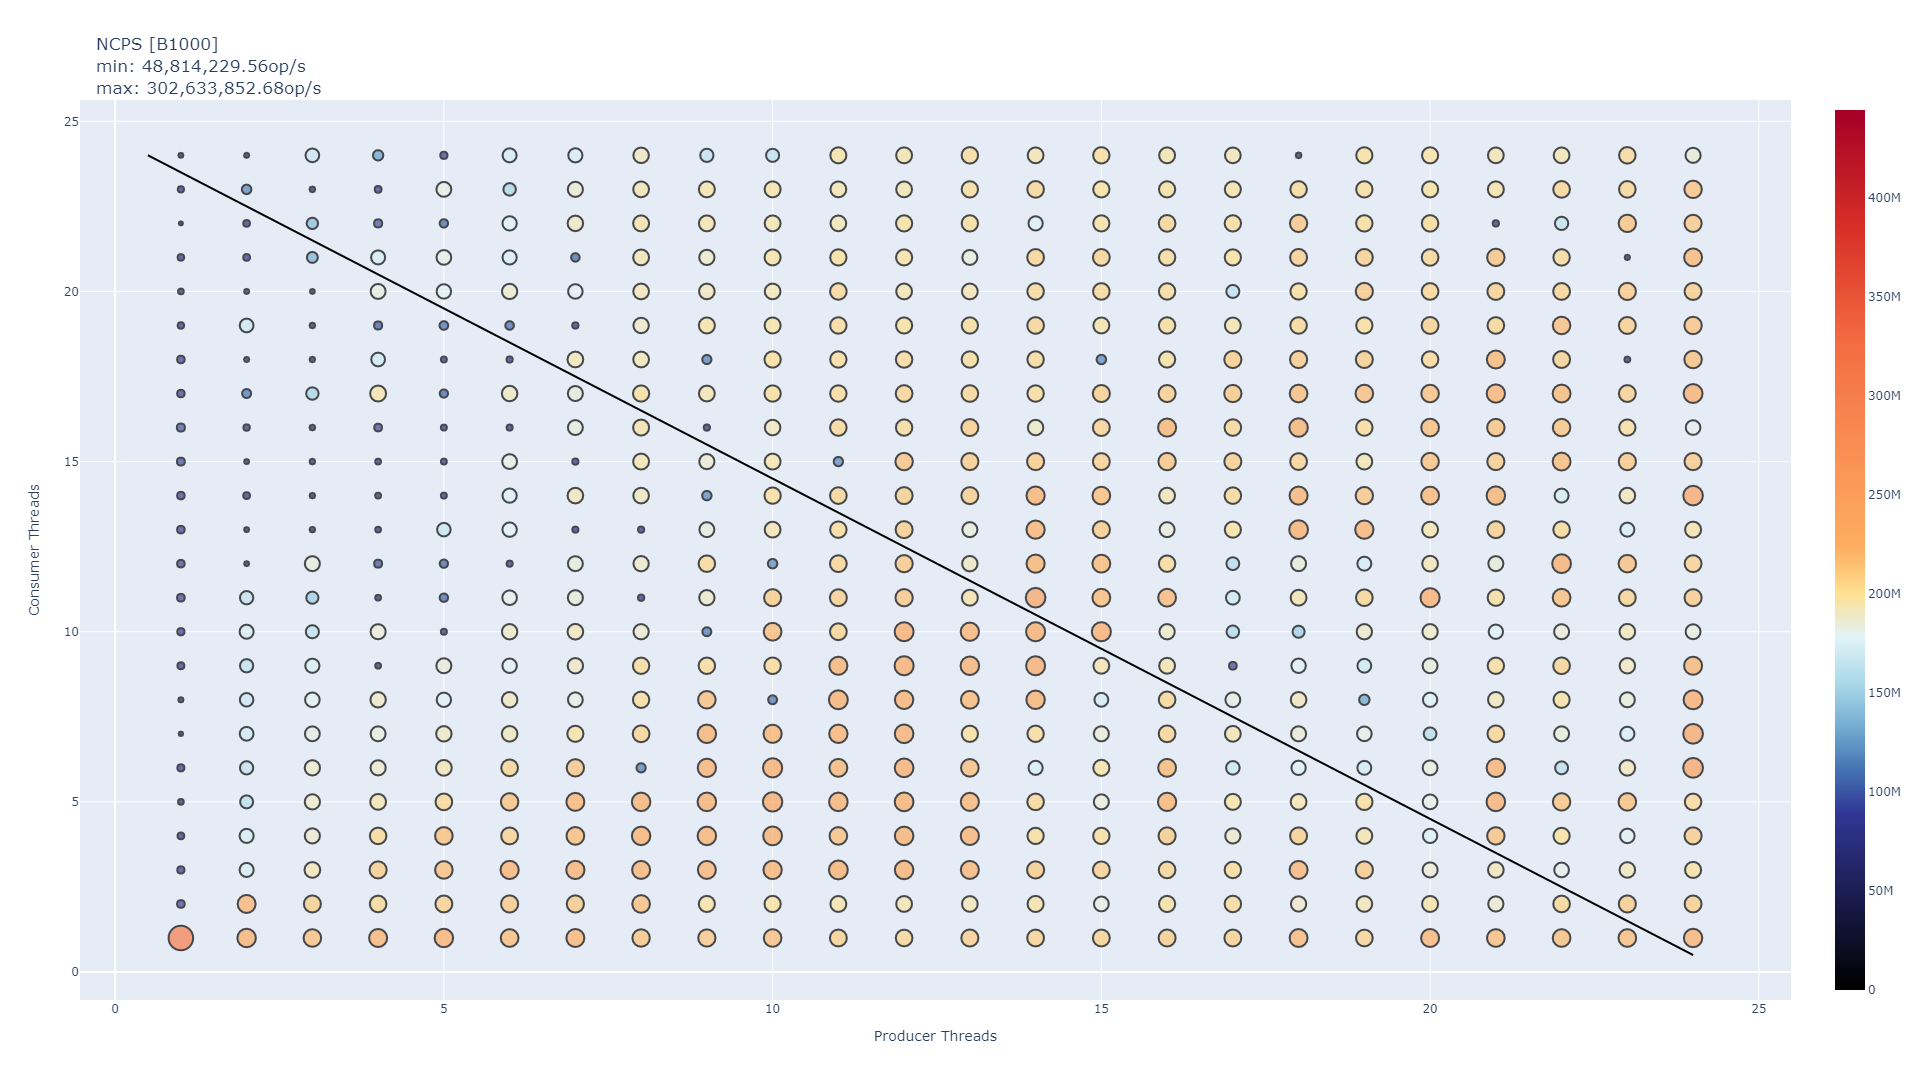 NCPS [B1000]
min: 48,814,229.56op/s
max: 302,633,852.68op/s
25
20
15
10
5
0
Consumer Threads
0
5
10
15
20
25
Producer Threads
400M
350M
300M
250M
200M
150M
100M
50M
0